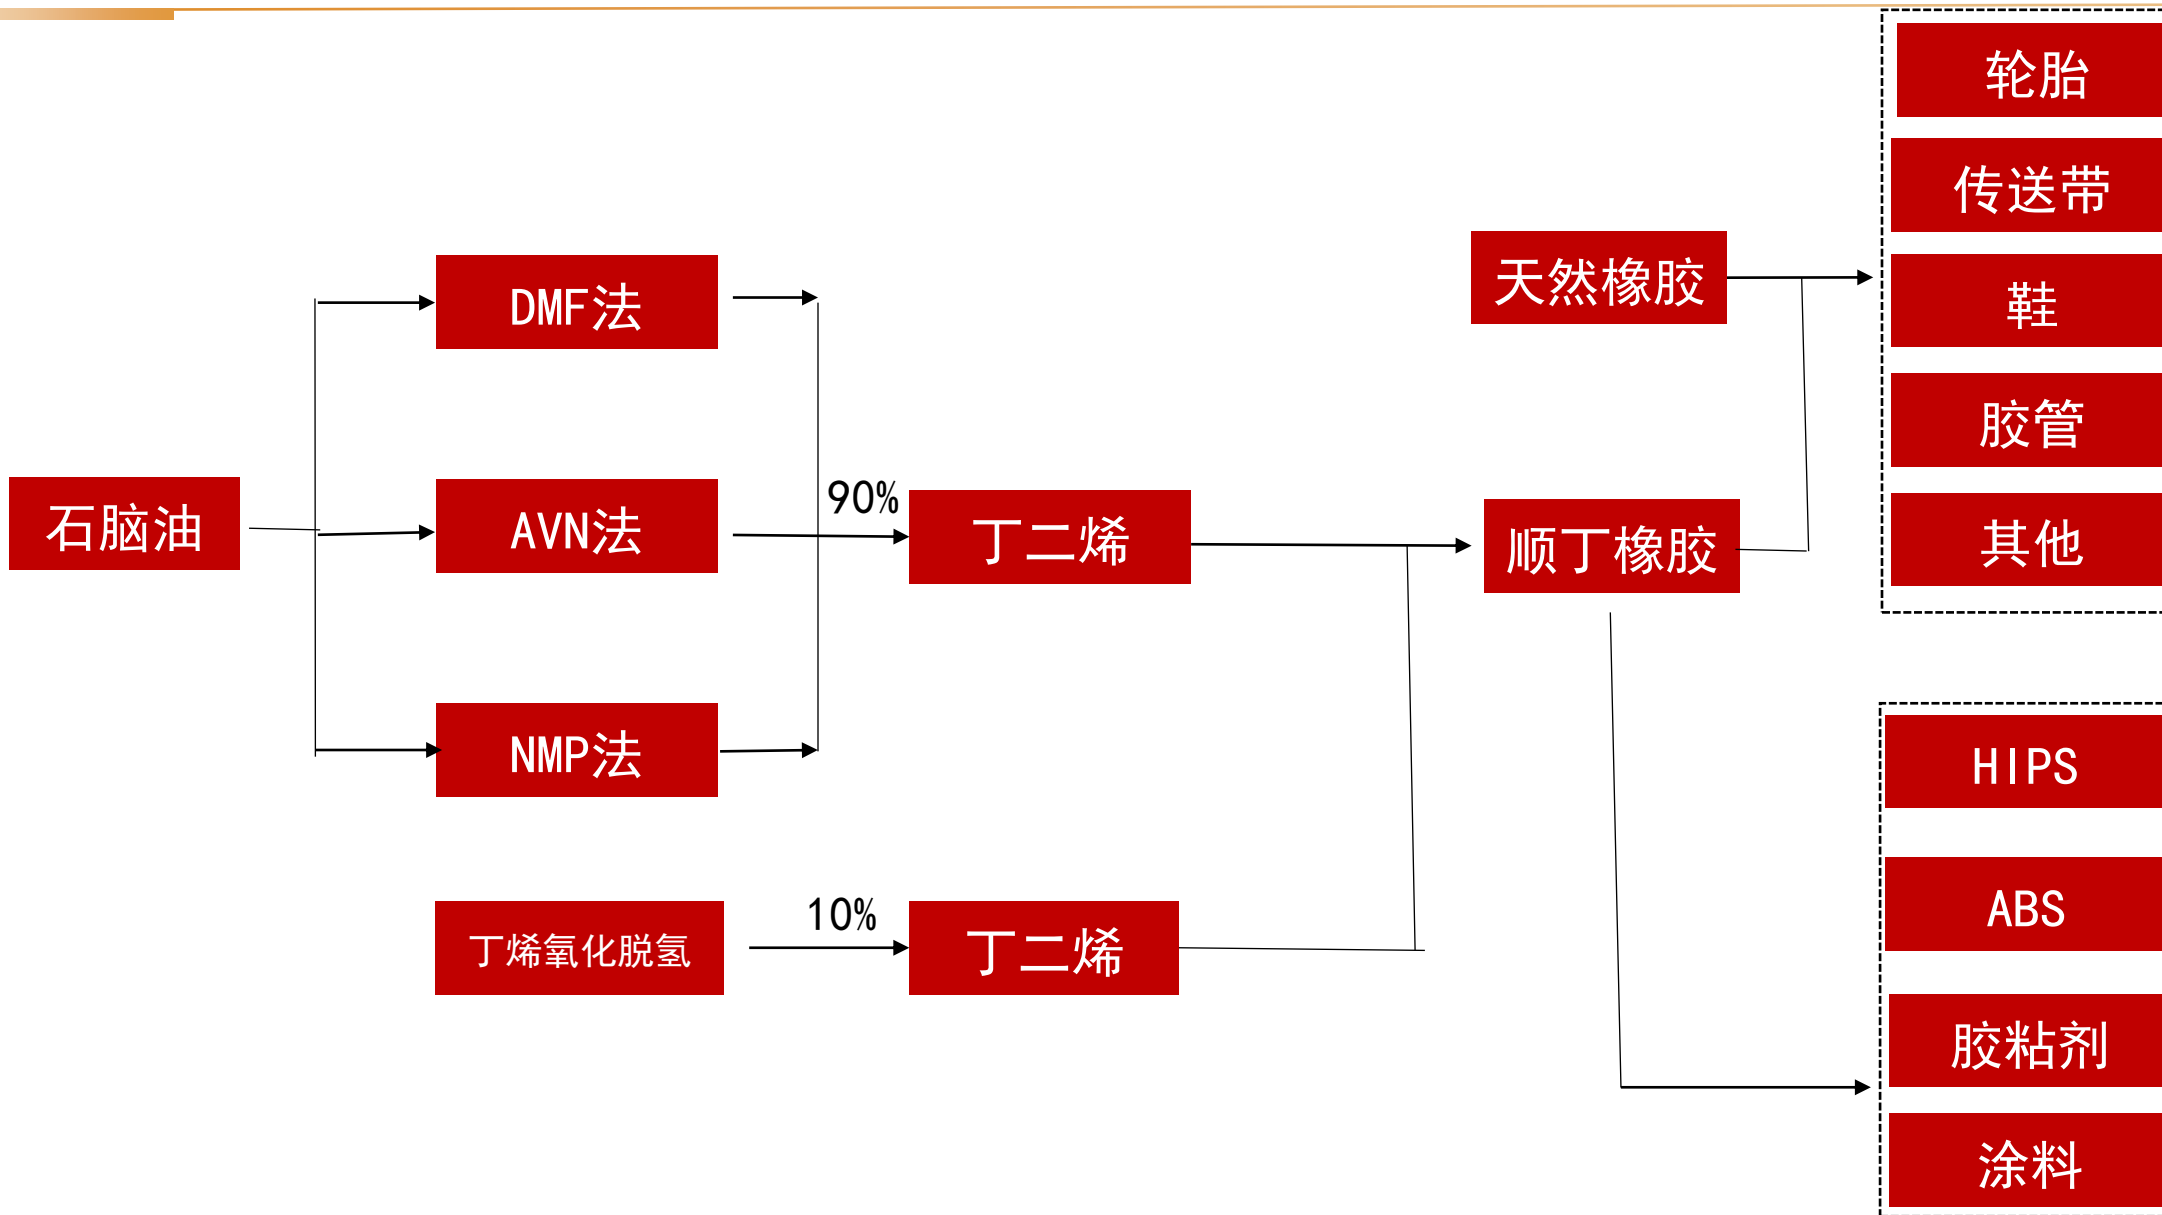 石脑油
DMF法
AVN法
NMP法
丁烯氧化脱氢
90%
10%
丁二烯
丁二烯
天然橡胶
顺丁橡胶
轮胎
传送带
鞋
胶管
其他
HIPS
ABS
胶粘剂
涂料